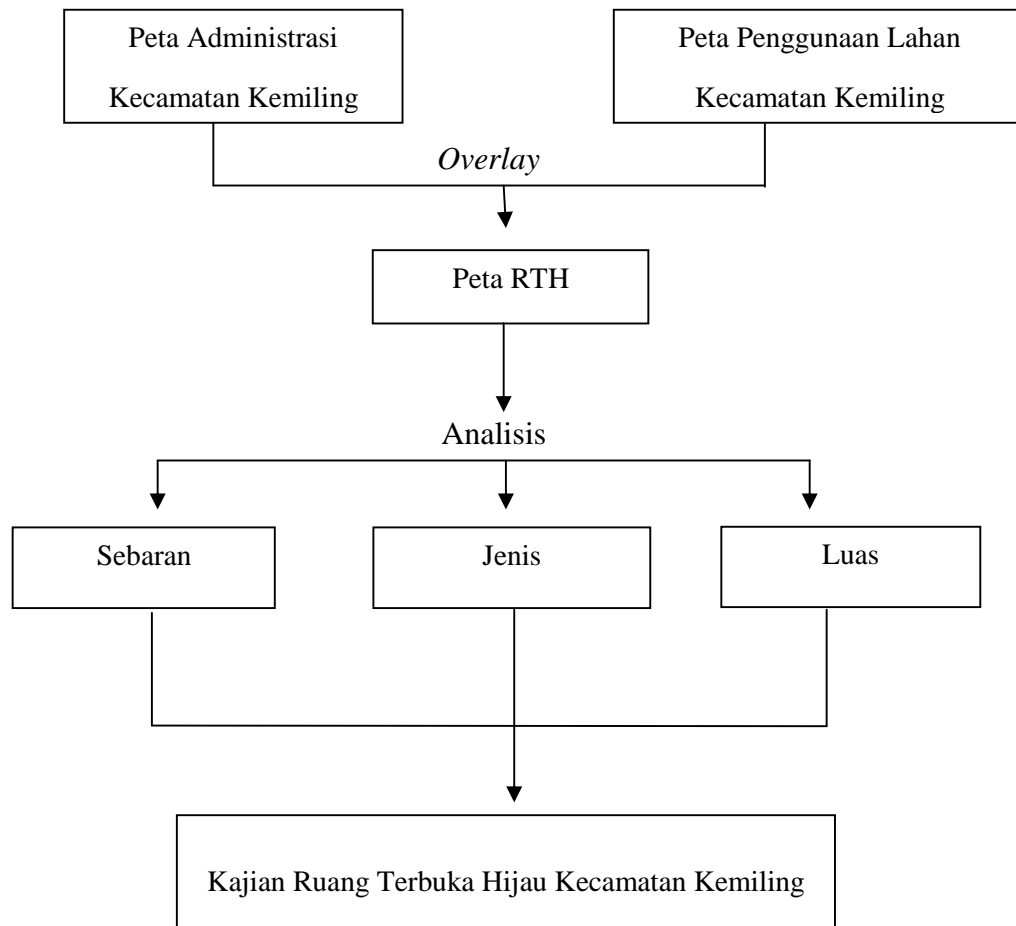 Peta Administrasi
Kecamatan Kemiling
Peta Penggunaan Lahan
Kecamatan Kemiling
Overlay
Peta RTH
Analisis
Sebaran
Jenis
Luas
Kajian Ruang Terbuka Hijau Kecamatan Kemiling